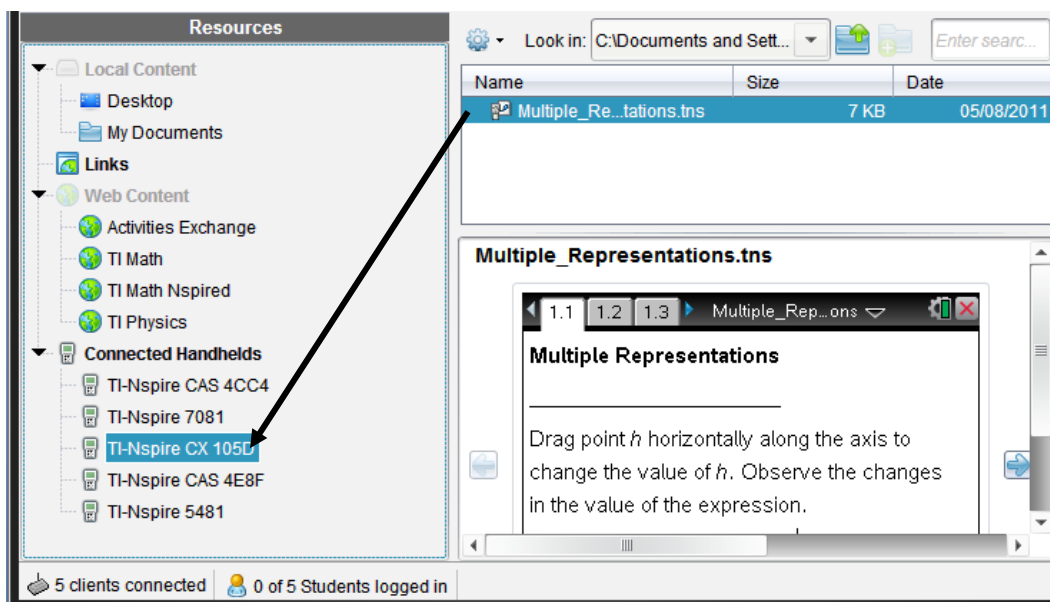 Resources
Local Content
Desktop
My Documents
Links
Web Content
Activities Exchange
TI Math
TI Math Nspired
TI Physics
Connected Handhelds
TI-Nspire CAS 4CC4
TI-Nspire 7081
TI-Nspire CX 105D
TI-Nspire CAS 4E8F
TI-Nspire 5481
Look in: C:\Documents and Sett... Enter searc...
Name Size Date
Multiple_Re...tations.tns 7 KB 05/08/2011
Multiple_Representations.tns
1.1 1.2 1.3 Multiple_Rep...ons
Multiple Representations
Drag point h horizontally along the axis to
change the value of h. Observe the changes
in the value of the expression.
5 clients connected 0 of 5 Students logged in